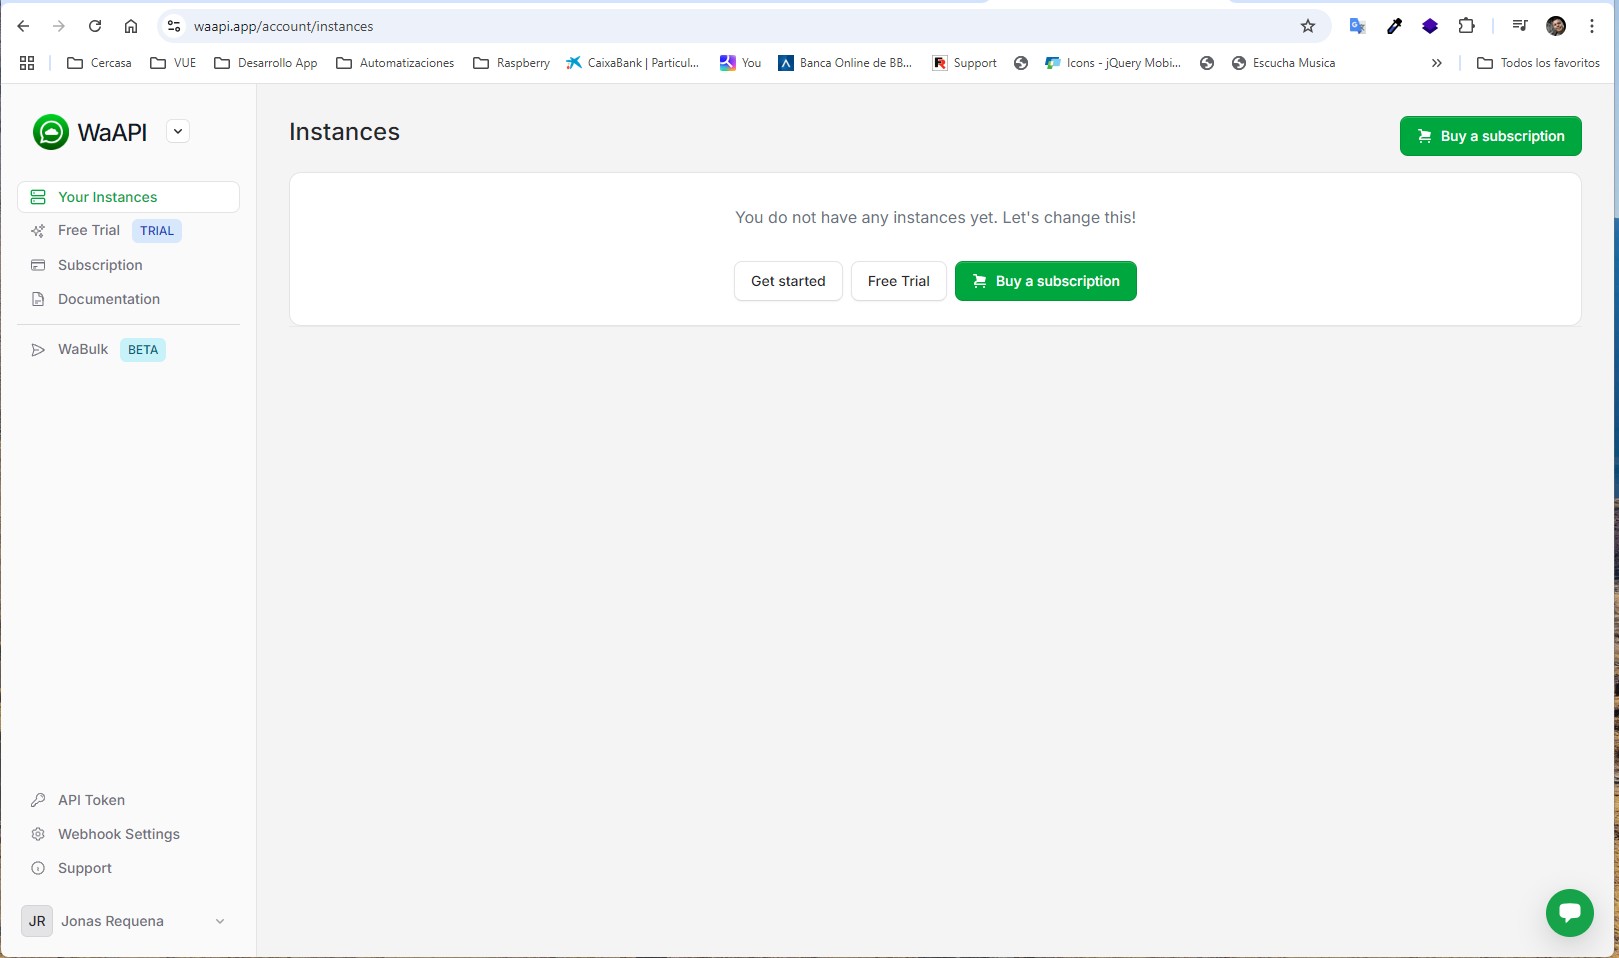 waapi.app/account/instances
Cercasa VUE Desarrollo App Automatizaciones Raspberry CaixaBank | Particul... You Banca Online de BB... Support Icons - jQuery Mobi... Escucha Musica Todos los favoritos
WaAPI
Instances
Buy a subscription
Your Instances
Free Trial TRIAL
Subscription
Documentation
WaBulk BETA
You do not have any instances yet. Let's change this!
Get started Free Trial Buy a subscription
API Token
Webhook Settings
Support
JR Jonas Requena